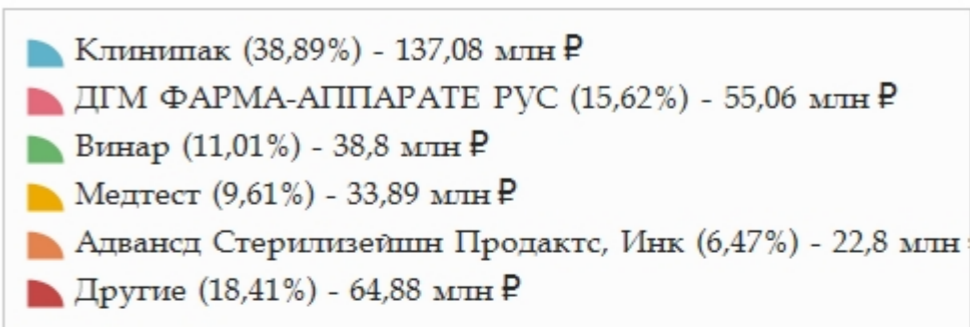 Клинипак (38,89%) - 137,08 млн ₽
ДГМ ФАРМА-АППАРАТЕ РУС (15,62%) - 55,06 млн ₽
Винар (11,01%) - 38,8 млн ₽
Медтест (9,61%) - 33,89 млн ₽
Адвансд Стерилизейшн Продактс, Инк (6,47%) - 22,8 млн
Другие (18,41%) - 64,88 млн ₽